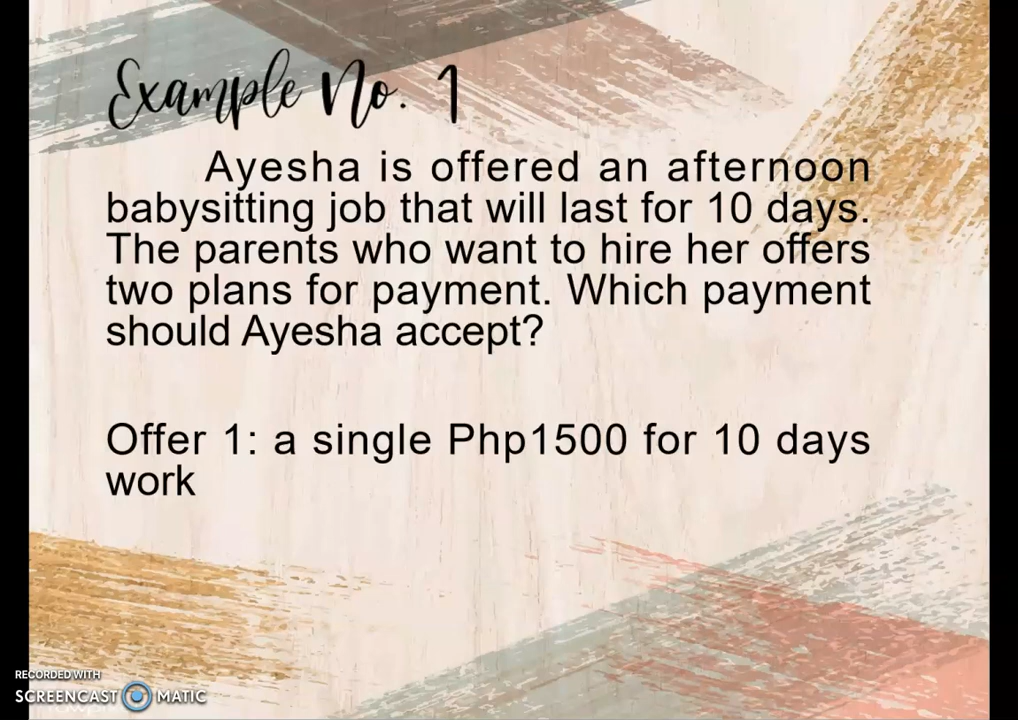 Example No. 1
Ayesha is offered an afternoon
babysitting job that will last for 10 days.
The parents who want to hire her offers
two plans for payment. Which payment
should Ayesha accept?
Offer 1: a single Php1500 for 10 days
work
RECORDED WITH
SCREENCAST MATIC